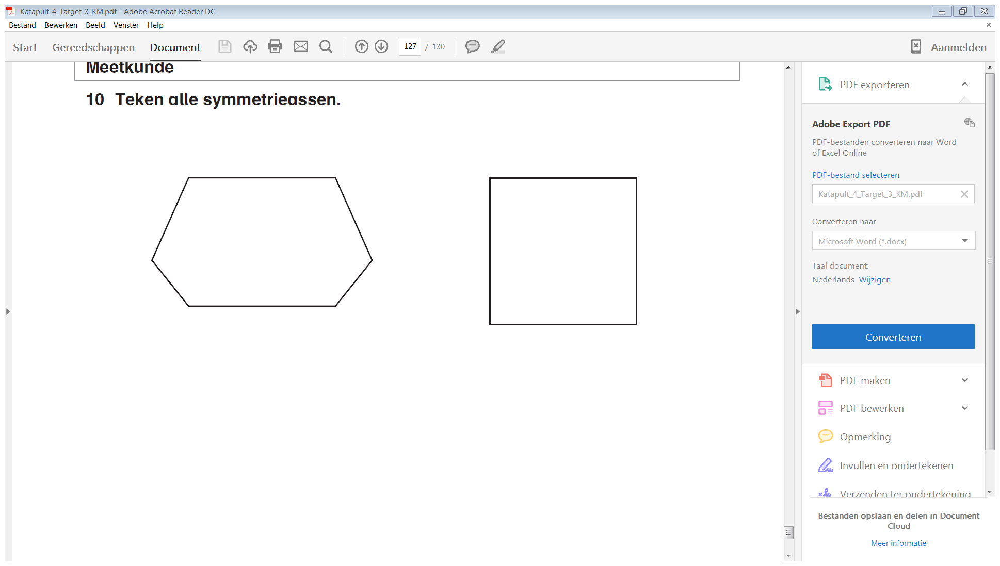 Katapult_4_Target_3_KM.pdf - Adobe Acrobat Reader DC
Bestand Bewerken Beeld Venster Help
Start Gereedschappen Document 127 / 130 Aanmelden
Meetkunde
10 Teken alle symmetrieassen.
PDF exporteren
Adobe Export PDF
PDF-bestanden converteren naar Word
of Excel Online
PDF-bestand selecteren
Katapult_4_Target_3_KM.pdf
Converteren naar
Microsoft Word (*.docx)
Taal document:
Nederlands Wijzigen
Converteren
PDF maken
PDF bewerken
Opmerking
Invullen en ondertekenen
Verzenden ter ondertekening
Bestanden opslaan en delen in Document
Cloud
Meer informatie